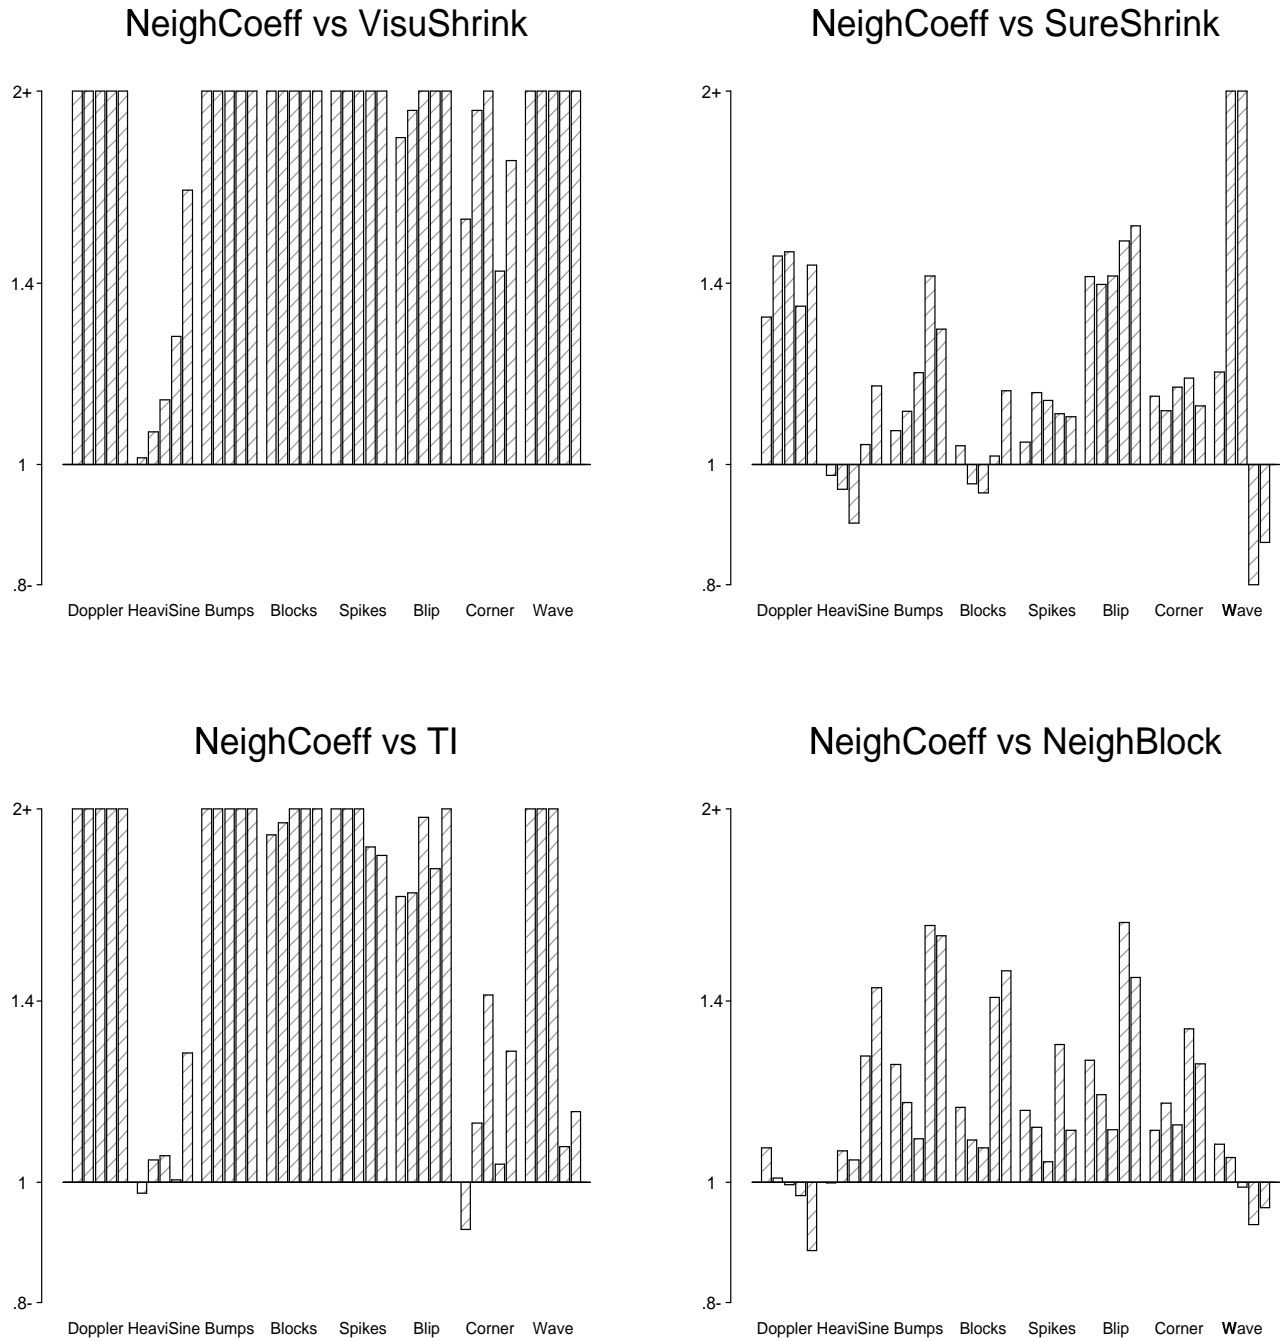 NeighCoeff vs VisuShrink
2+
1.4
1
.8-
Doppler HeaviSine Bumps Blocks Spikes Blip Corner Wave
NeighCoeff vs SureShrink
2+
1.4
1
.8-
Doppler HeaviSine Bumps Blocks Spikes Blip Corner Wave
NeighCoeff vs TI
2+
1.4
1
.8-
Doppler HeaviSine Bumps Blocks Spikes Blip Corner Wave
NeighCoeff vs NeighBlock
2+
1.4
1
.8-
Doppler HeaviSine Bumps Blocks Spikes Blip Corner Wave